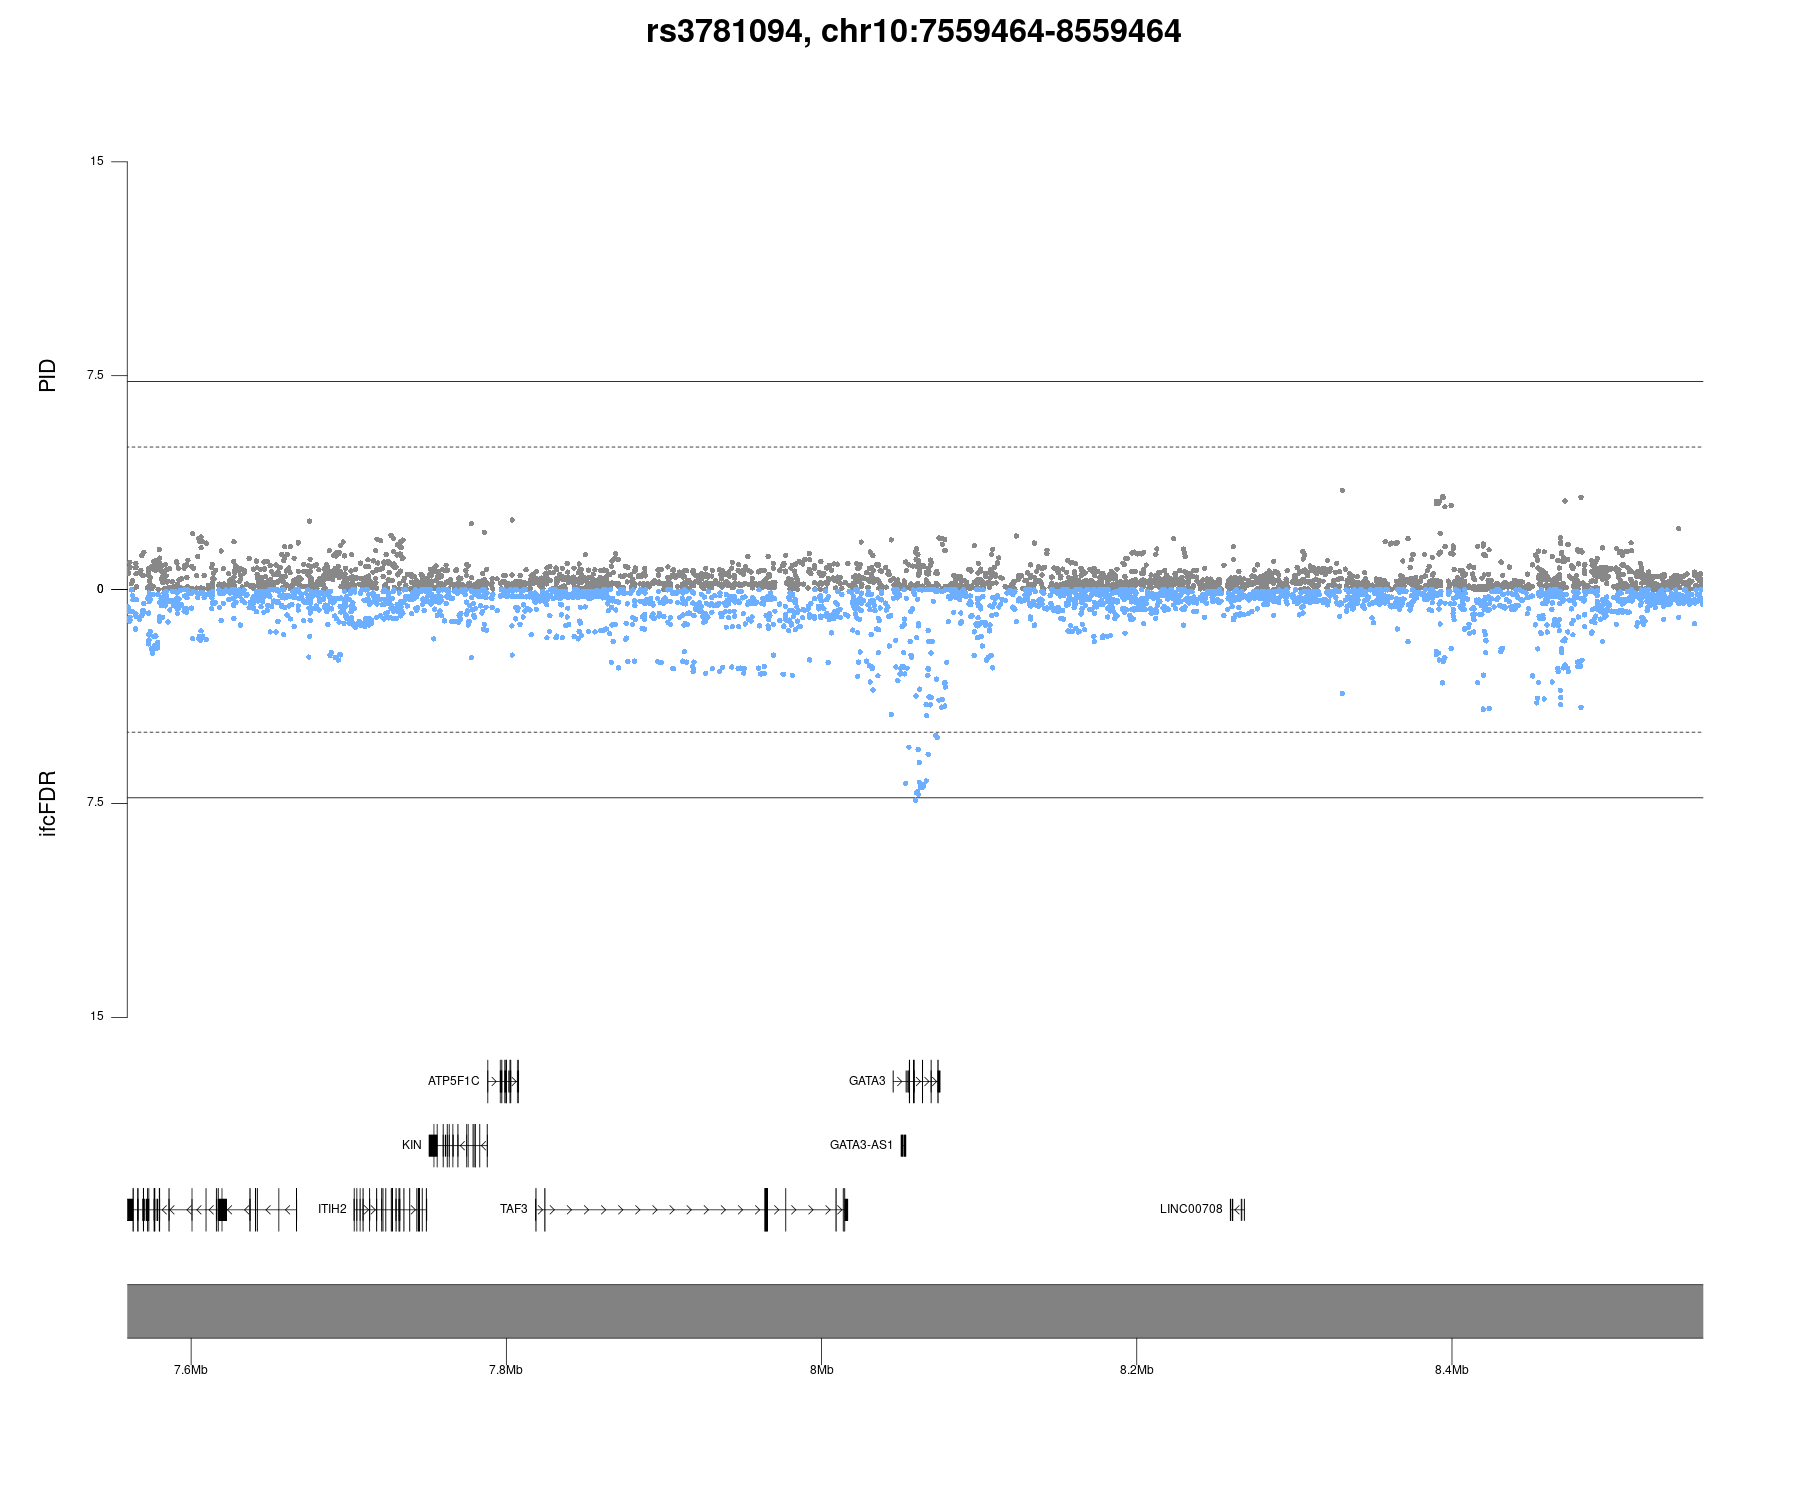 rs3781094, chr10:7559464-8559464
15
PID
7.5
0
ifcFDR
7.5
15
ATP5F1C
GATA3
KIN
GATA3-AS1
ITIH2
TAF3
LINC00708
7.6Mb
7.8Mb
8Mb
8.2Mb
8.4Mb